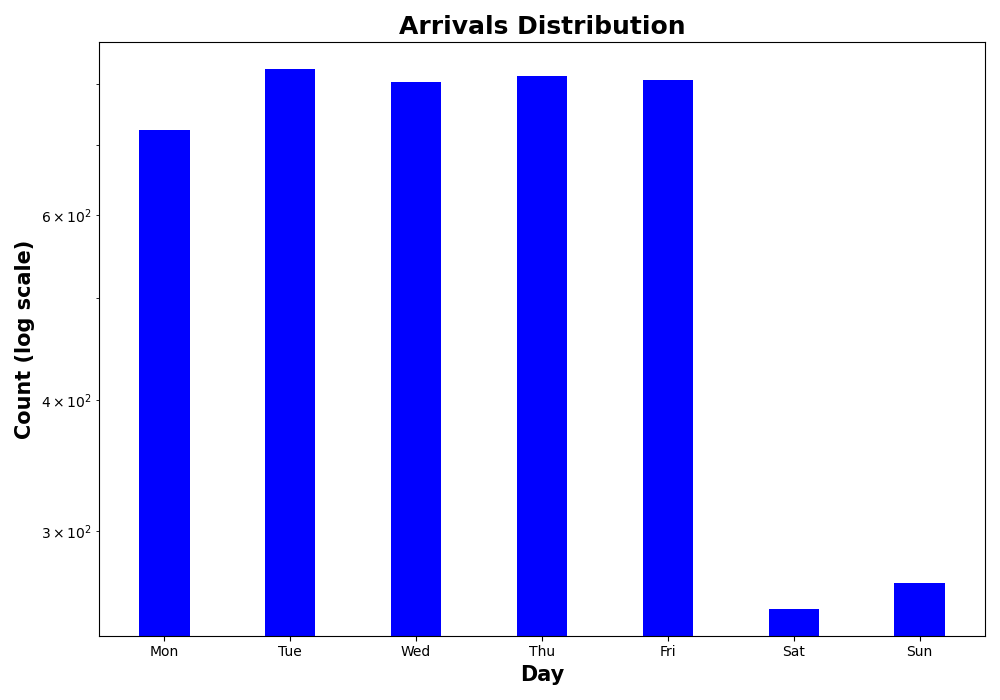 Arrivals Distribution
Count (log scale)
6 × 10²
4 × 10²
3 × 10²
Mon Tue Wed Thu Fri Sat Sun
Day